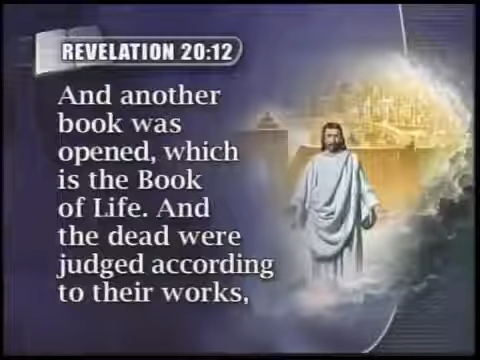 REVELATION 20:12
And another
book was
opened, which
is the Book
of Life. And
the dead were
judged according
to their works,